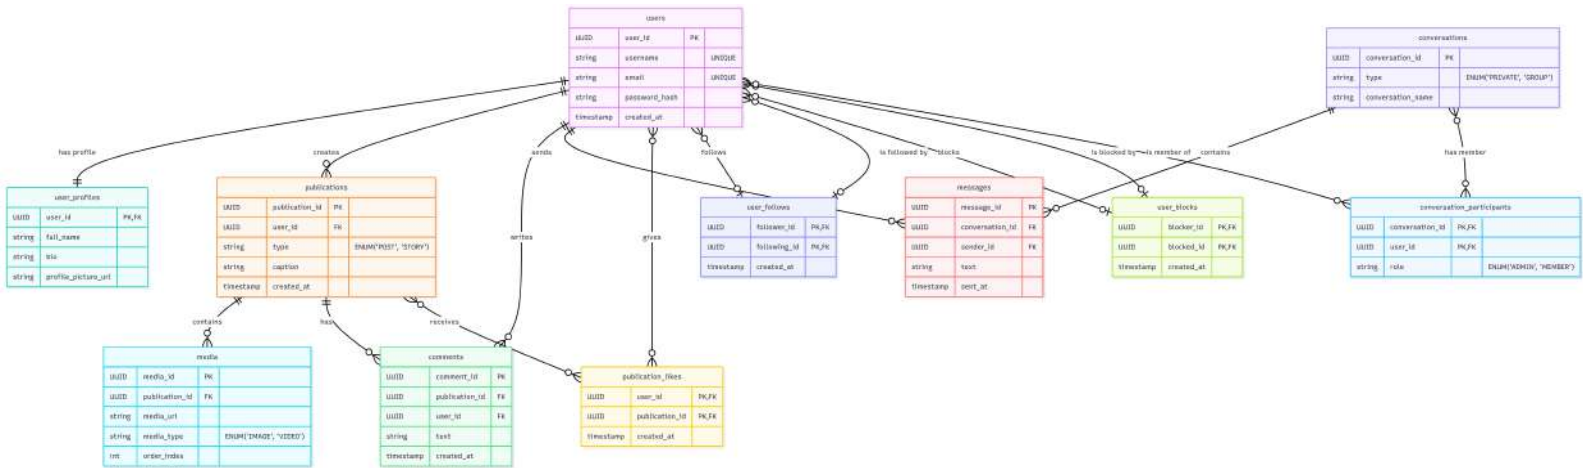 users
UUID user_id PK
string username UNIQUE
string email UNIQUE
string password_hash
timestamp created_at
conversations
UUID conversation_id PK
string type ENUM('PRIVATE', 'GROUP')
string conversation_name
has profile
creates
sends
follows
is followed by
blocks
is blocked by
is member of
contains
has member
user_profiles
UUID user_id PK,FK
string full_name
string bio
string profile_picture_url
publications
UUID publication_id PK
UUID user_id FK
string type ENUM('POST', 'STORY')
string caption
timestamp created_at
writes
gives
user_follows
UUID follower_id PK,FK
UUID following_id PK,FK
timestamp created_at
messages
UUID message_id PK
UUID conversation_id FK
UUID sender_id FK
string text
timestamp sent_at
user_blocks
UUID blocker_id PK,FK
UUID blocked_id PK,FK
timestamp created_at
conversation_participants
UUID conversation_id PK,FK
UUID user_id PK,FK
string role ENUM('ADMIN', 'MEMBER')
contains
has
receives
media
UUID media_id PK
UUID publication_id FK
string media_url
string media_type ENUM('IMAGE', 'VIDEO')
int order_index
comments
UUID comment_id PK
UUID publication_id FK
UUID user_id FK
string text
timestamp created_at
publication_likes
UUID user_id PK,FK
UUID publication_id PK,FK
timestamp created_at